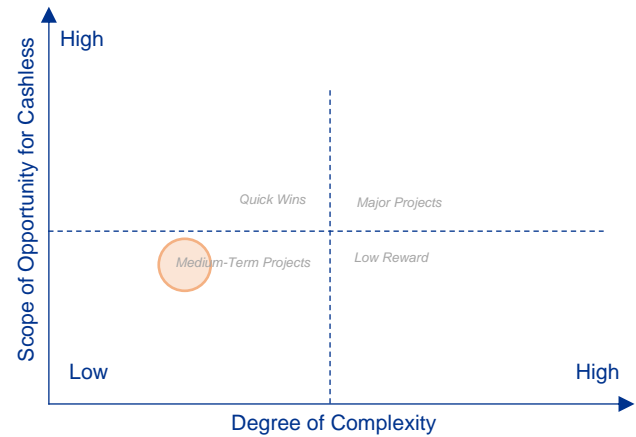 High
Scope of Opportunity for Cashless
Quick Wins
Major Projects
Medium-Term Projects
Low Reward
Low
High
Degree of Complexity